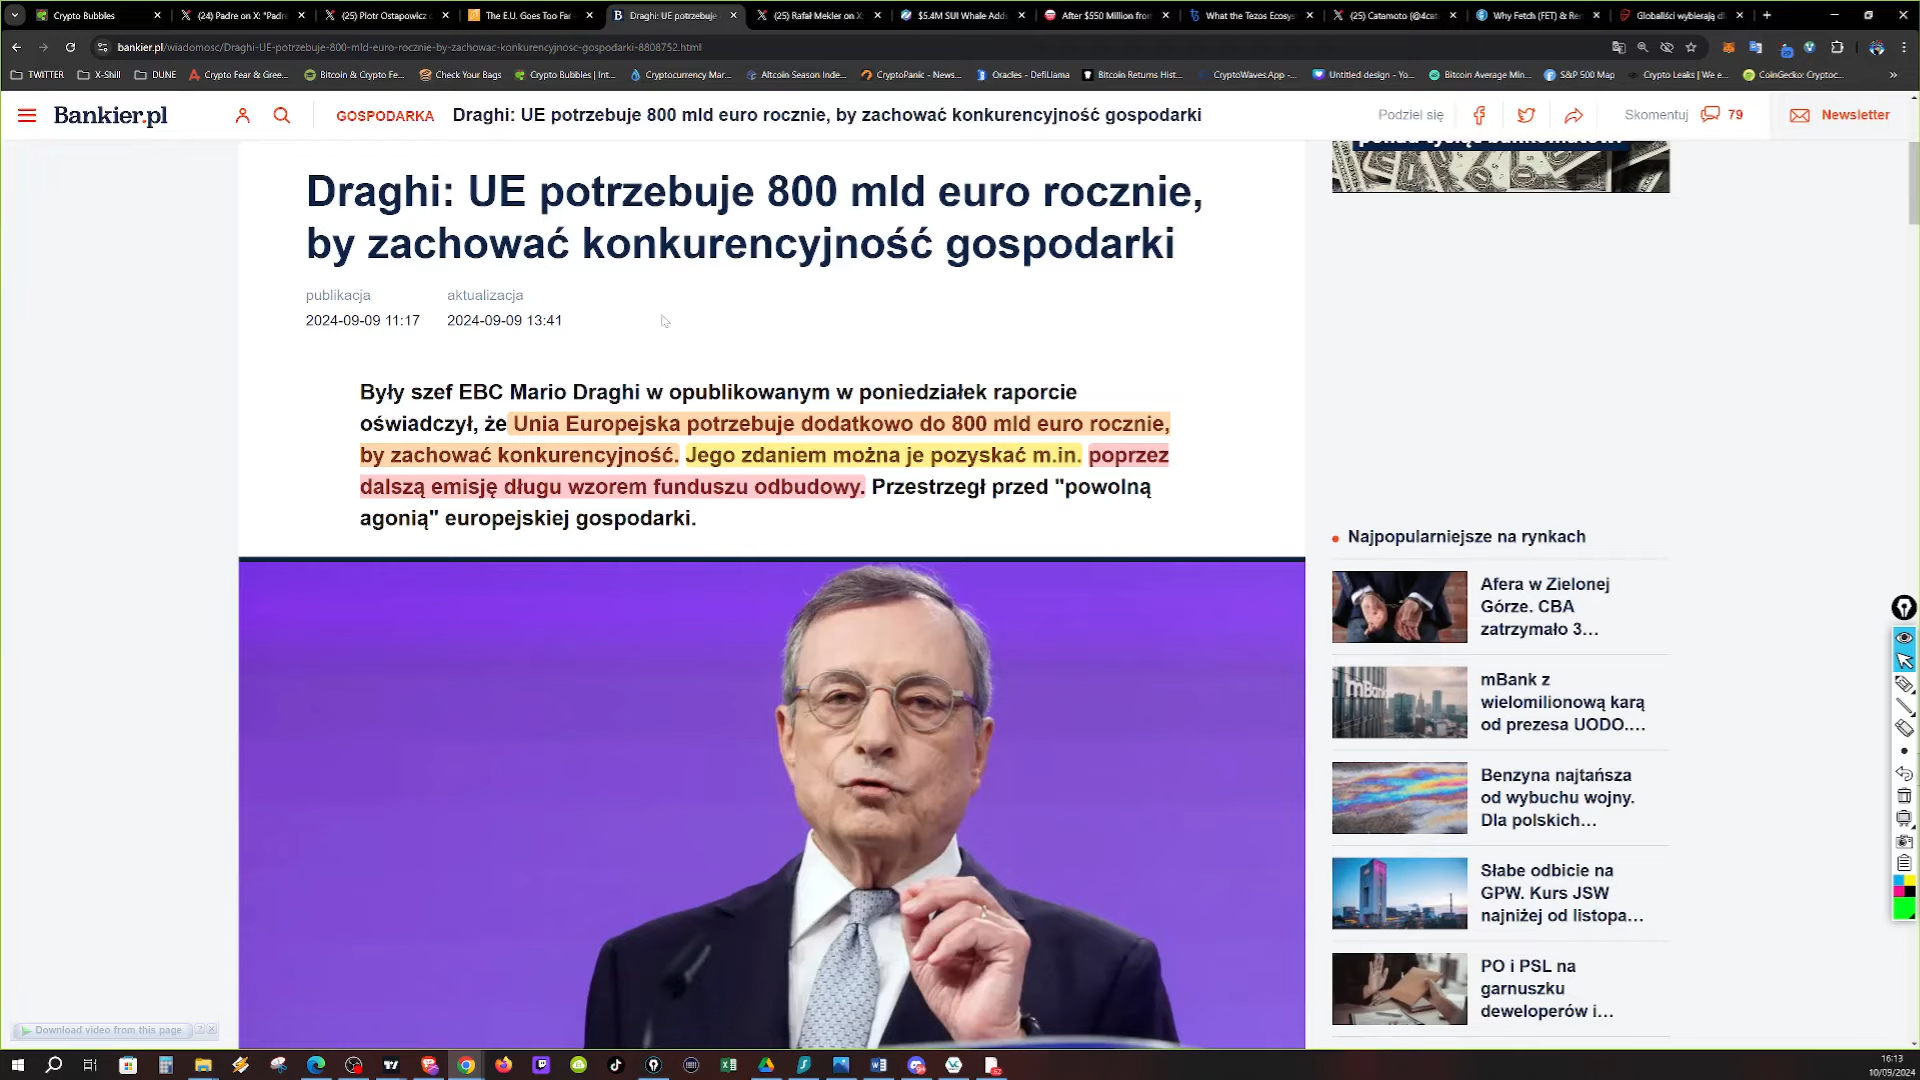 Crypto Bubbles
(24) Padre on X: "Padre
(25) Piotr Ostapowicz
The E.U. Goes Too Far
Draghi: UE potrzebuje
(25) Rafał Mekler on X:
$5.4M SUI Whale Adds
After $550 Million from
What the Tezos Ecosys
(25) Catamoto (@4cat
Why Fetch (FET) & Re
Globaliści wybierają dl
bankier.pl/wiadomosc/Draghi-UE-potrzebuje-800-mld-euro-rocznie-by-zachowac-konkurencyjnosc-gospodarki-8808752.html
TWITTER
X-Shill
DUNE
Crypto Fear & Gree...
Bitcoin & Crypto Fe...
Check Your Bags
Crypto Bubbles | Int...
Cryptocurrency Mar...
Altcoin Season Inde...
CryptoPanic - News...
Oracles - DefiLlama
Bitcoin Returns Hist...
CryptoWaves.App -...
Untitled design - Yo...
Bitcoin Average Min...
S&P 500 Map
Crypto Leaks | We e...
CoinGecko: Cryptoc...
Bankier.pl
GOSPODARKA
Draghi: UE potrzebuje 800 mld euro rocznie, by zachować konkurencyjność gospodarki
Podziel się
Skomentuj
79
Newsletter
Draghi: UE potrzebuje 800 mld euro rocznie,
by zachować konkurencyjność gospodarki
publikacja
aktualizacja
2024-09-09 11:17
2024-09-09 13:41
Były szef EBC Mario Draghi w opublikowanym w poniedziałek raporcie
oświadczył, że Unia Europejska potrzebuje dodatkowo do 800 mld euro rocznie,
by zachować konkurencyjność. Jego zdaniem można je pozyskać m.in. poprzez
dalszą emisję długu wzorem funduszu odbudowy. Przestrzegł przed "powolną
agonią" europejskiej gospodarki.
Najpopularniejsze na rynkach
Afera w Zielonej
Górze. CBA
zatrzymało 3...
mBank z
wielomilionową karą
od prezesa UODO....
Benzyna najtańsza
od wybuchu wojny.
Dla polskich...
Słabe odbicie na
GPW. Kurs JSW
najniżej od listopa...
PO i PSL na
garnuszku
deweloperów i...
Download video from this page
16:13
10/09/2024